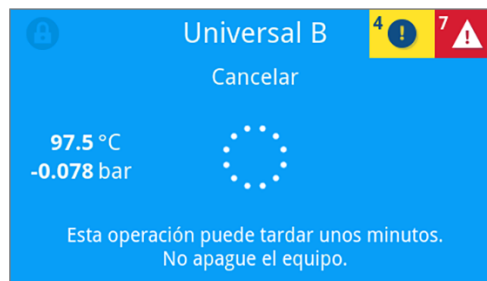 Universal B
4
7
Cancelar
97.5 °C
-0.078 bar
Esta operación puede tardar unos minutos.
No apague el equipo.